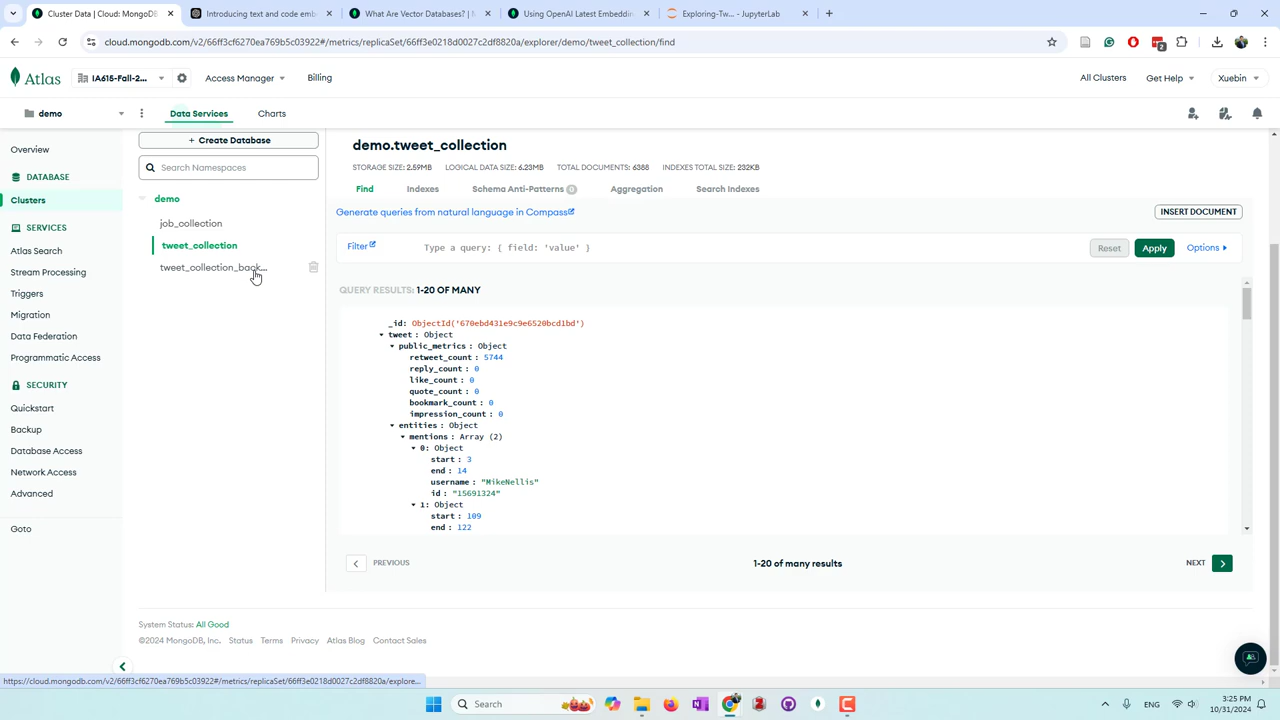 Cluster Data | Cloud: MongoDB
Introducing text and code emb
What Are Vector Databases? | M
Using OpenAI Latest Embeddin
Exploring-Tw... - JupyterLab
cloud.mongodb.com/v2/66ff3cf6270ea769b5c03922#/metrics/replicaSet/66ff3e0218d0027c2df8820a/explorer/demo/tweet_collection/find
2
Atlas
IA615-Fall-2...
Access Manager
Billing
All Clusters
Get Help
Xuebin
demo
Data Services
Charts
Overview
DATABASE
Clusters
SERVICES
Atlas Search
Stream Processing
Triggers
Migration
Data Federation
Programmatic Access
SECURITY
Quickstart
Backup
Database Access
Network Access
Advanced
Goto
+ Create Database
Search Namespaces
demo
job_collection
tweet_collection
tweet_collection_back...
demo.tweet_collection
STORAGE SIZE: 2.59MB LOGICAL DATA SIZE: 6.23MB TOTAL DOCUMENTS: 6388 INDEXES TOTAL SIZE: 232KB
Find Indexes Schema Anti-Patterns 0 Aggregation Search Indexes
Generate queries from natural language in Compass
INSERT DOCUMENT
Filter
Type a query: { field: 'value' }
Reset
Apply
Options
QUERY RESULTS: 1-20 OF MANY
_id: ObjectId('670ebd431e9c9e6520bcd1bd')
tweet : Object
public_metrics : Object
retweet_count : 5744
reply_count : 0
like_count : 0
quote_count : 0
bookmark_count : 0
impression_count : 0
entities : Object
mentions : Array (2)
0: Object
start : 3
end : 14
username : "MikeNellis"
id : "15691324"
1: Object
start : 109
end : 122
PREVIOUS
1-20 of many results
NEXT
System Status: All Good
©2024 MongoDB, Inc. Status Terms Privacy Atlas Blog Contact Sales
https://cloud.mongodb.com/v2/66ff3cf6270ea769b5c03922#/metrics/replicaSet/66ff3e0218d0027c2df8820a/explore...
Search
ENG
3:25 PM
10/31/2024